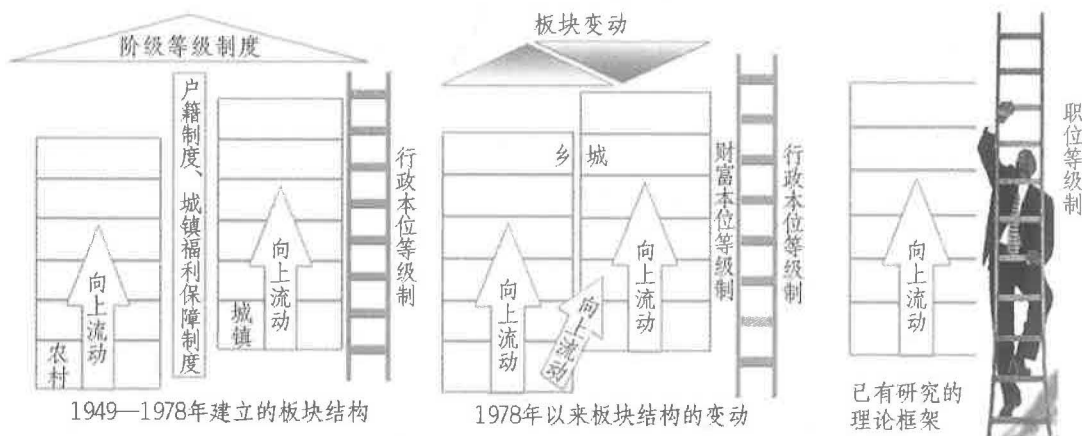 阶级等级制度
户籍制度、城镇福利保障制度
行政本位等级制
向上流动
农村
向上流动
城镇
1949—1978年建立的板块结构
板块变动
乡
城
财富本位等级制
行政本位等级制
向上流动
向上流动
向上流动
1978年以来板块结构的变动
职位等级制
向上流动
已有研究的
理论框架